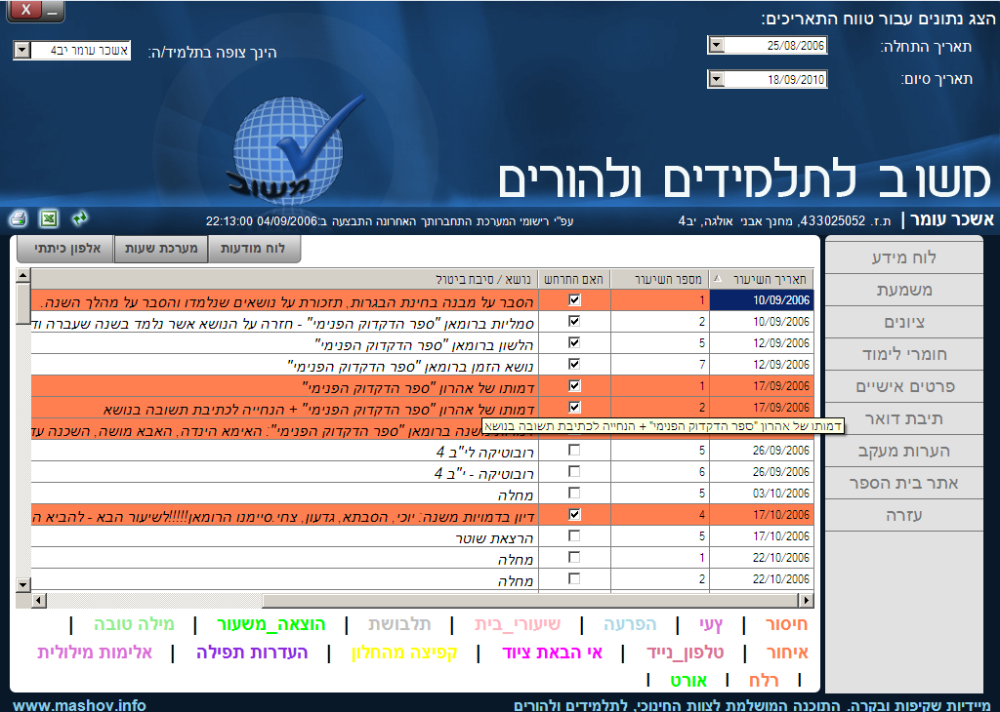 הצג נתונים עבור טווח התאריכים:
תאריך התחלה: 25/08/2006
הינך צופה בתלמיד/ה: אשכר עומר יב4
תאריך סיום: 18/09/2010
משוב
משוב לתלמידים ולהורים
אשכר עומר | ת.ז. 433025052, מחנך אבני אולגה, יב4
עפ"י רישומי המערכת התחברותך האחרונה התבצעה ב:04/09/2006 22:13:00
לוח מודעות מערכת שעות אלפון כיתתי
לוח מידע
משמעת
ציונים
חומרי לימוד
פרטים אישיים
תיבת דואר
הערות מעקב
אתר בית הספר
עזרה
תאריך השיעור מספר השיעור האם התרחש נושא / סיבת ביטול
10/09/2006 1 הסבר על מבנה בחינת הבגרות, תזכורת על נושאים שנלמדו והסבר על מהלך השנה.
10/09/2006 2 סמליות ברומאן "ספר הדקדוק הפנימי" - חזרה על הנושא אשר נלמד בשנה שעברה וד
12/09/2006 5 הלשון ברומאן "ספר הדקדוק הפנימי"
12/09/2006 7 נושא הזמן ברומאן "ספר הדקדוק הפנימי"
17/09/2006 1 דמותו של אהרון "ספר הדקדוק הפנימי"
17/09/2006 2 דמותו של אהרון "ספר הדקדוק הפנימי" + הנחייה לכתיבת תשובה בנושא
דמותו של אהרון "ספר הדקדוק הפנימי" + הנחייה לכתיבת תשובה בנושא
משנה ברומאן "ספר הדקדוק הפנימי": האימא הינדה, האבא מושה, השכנה עד
26/09/2006 5 רובוטיקה לי"ב 4
26/09/2006 6 רובוטיקה - י"ב 4
03/10/2006 5 מחלה
17/10/2006 4 דיון בדמויות משנה: יוכי, הסבתא, גדעון, צחי.סיימנו הרומאן!!!!!לשיעור הבא - להביא ה
17/10/2006 5 הרצאת שוטר
22/10/2006 1 מחלה
22/10/2006 2 מחלה
חיסור | ץעי | הפרעה | שיעורי_בית | תלבושת | הוצאה_משעור | מילה טובה |
איחור | טלפון_נייד | אי הבאת ציוד | קפיצה מהחלון | העדרות תפילה | אלימות מילולית
| רלח | אורט |
מיידיות שקיפות ובקרה. התוכנה המושלמת לצוות החינוכי, לתלמידים ולהורים
www.mashov.info